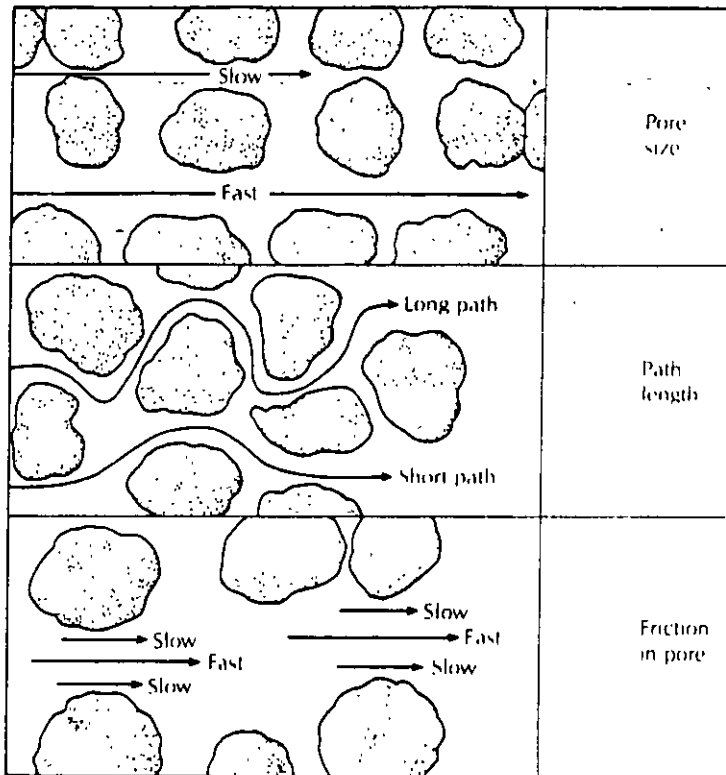 Slow
Pore
size
Fast
Long path
Path
length
Short path
Slow
Fast
Slow
Slow
Fast
Slow
Friction
in pore